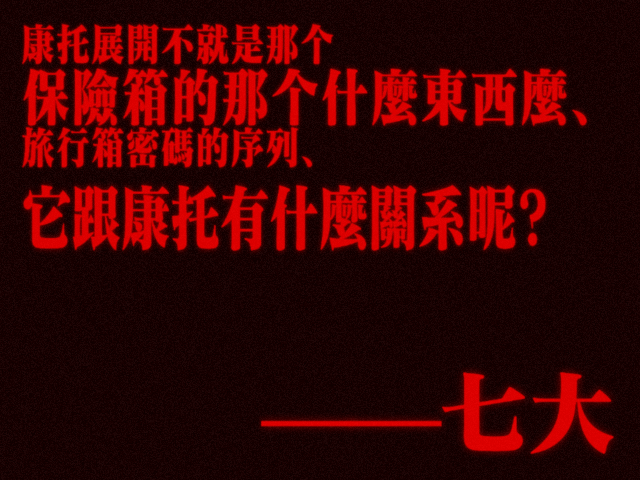 康托展開不就是那个
保險箱的那个什麼東西麼、
旅行箱密碼的序列、
它跟康托有什麼關系呢?
——七大